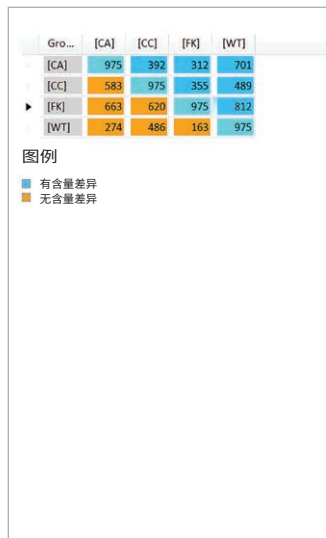 Gro... [CA] [CC] [FK] [WT]
[CA] 975 392 312 701
[CC] 583 975 355 489
[FK] 663 620 975 812
[WT] 274 486 163 975
图例
有含量差异
无含量差异